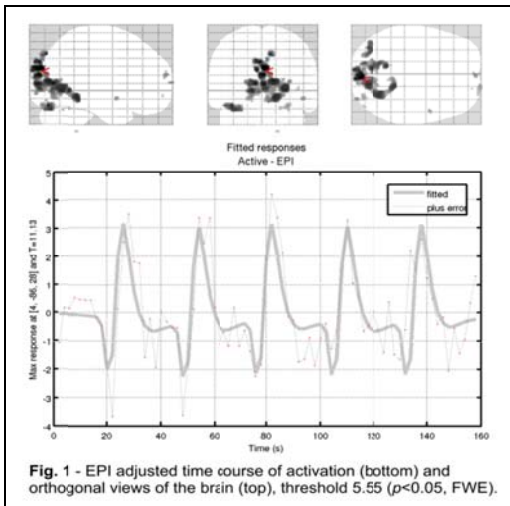 Fitted responses
Active - EPI
fitted
plus error
Max response at [4, -86, 28] and T=11.13
5
4
3
2
1
0
-1
-2
-3
-4
0
20
40
60
80
100
120
140
160
Time (s)
Fig. 1 - EPI adjusted time course of activation (bottom) and
orthogonal views of the brain (top), threshold 5.55 (p<0.05, FWE).